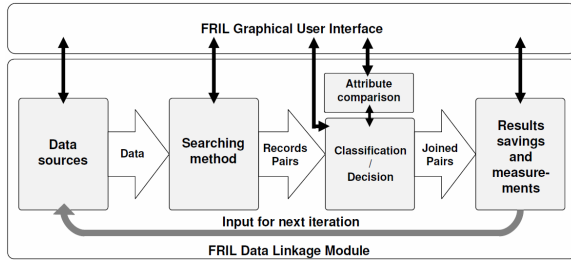 FRIL Graphical User Interface
Attribute
comparison
Data
sources
Data
Searching
method
Records
Pairs
Classification
/
Decision
Joined
Pairs
Results
savings
and
measure-
ments
Input for next iteration
FRIL Data Linkage Module